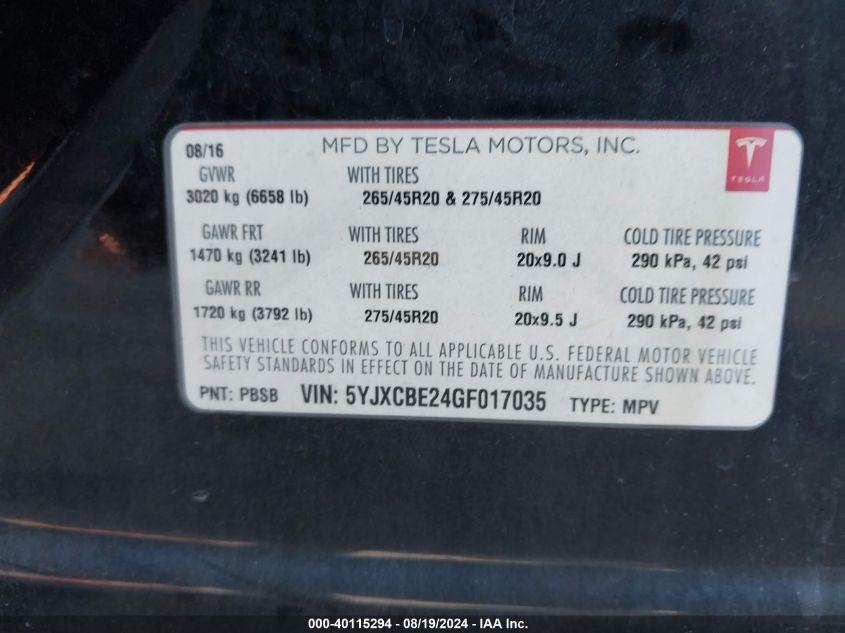 08/16 MFD BY TESLA MOTORS, INC.
TESLA
GVWR WITH TIRES
3020 kg (6658 lb) 265/45R20 & 275/45R20
GAWR FRT WITH TIRES RIM COLD TIRE PRESSURE
1470 kg (3241 lb) 265/45R20 20x9.0 J 290 kPa, 42 psi
GAWR RR WITH TIRES RIM COLD TIRE PRESSURE
1720 kg (3792 lb) 275/45R20 20x9.5 J 290 kPa, 42 psi
THIS VEHICLE CONFORMS TO ALL APPLICABLE U.S. FEDERAL MOTOR VEHICLE
SAFETY STANDARDS IN EFFECT ON THE DATE OF MANUFACTURE SHOWN ABOVE.
PNT: PBSB VIN: 5YJXCBE24GF017035 TYPE: MPV
000-40115294 - 08/19/2024 - IAA Inc.